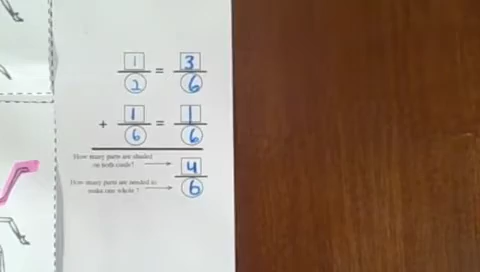 1/2 = 3/6
+ 1/6 = 1/6
How many parts are shaded
on both cards?
4/6
How many parts are needed to
make one whole?